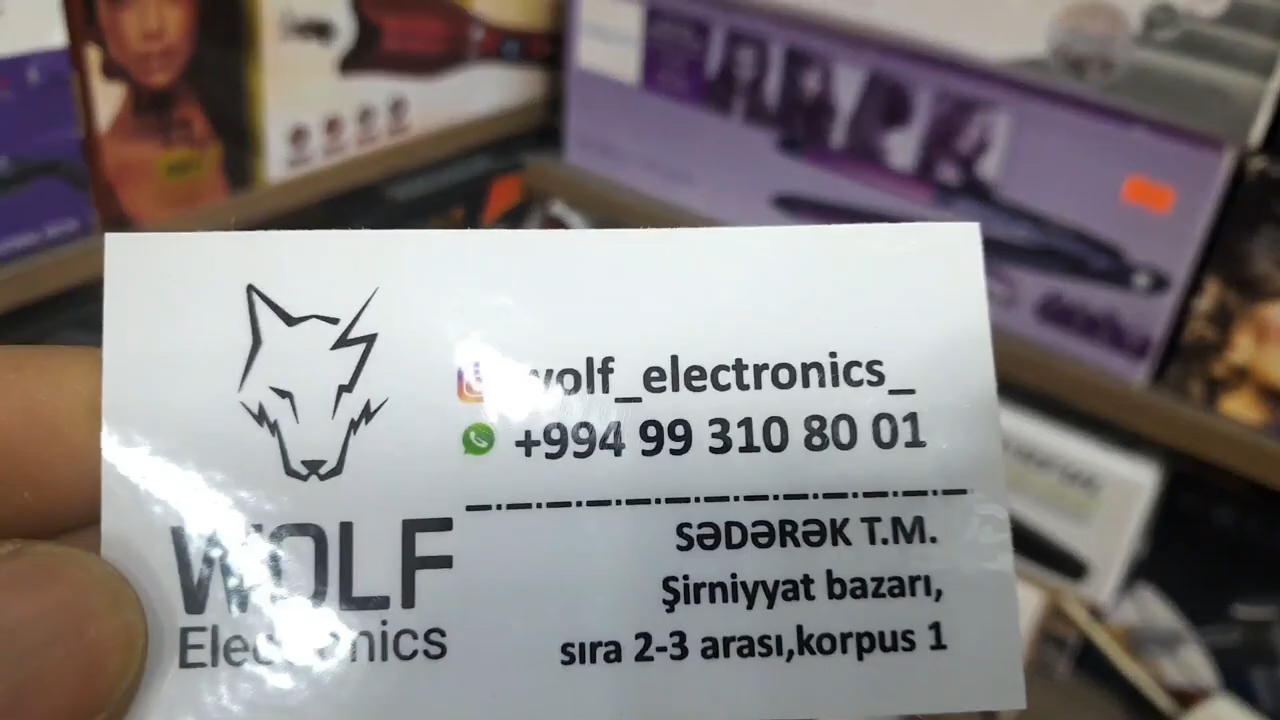 wolf_electronics_
+994 99 310 80 01
WOLF
Electronics
SƏDƏRƏK T.M.
Şirniyyat bazarı,
sıra 2-3 arası,korpus 1